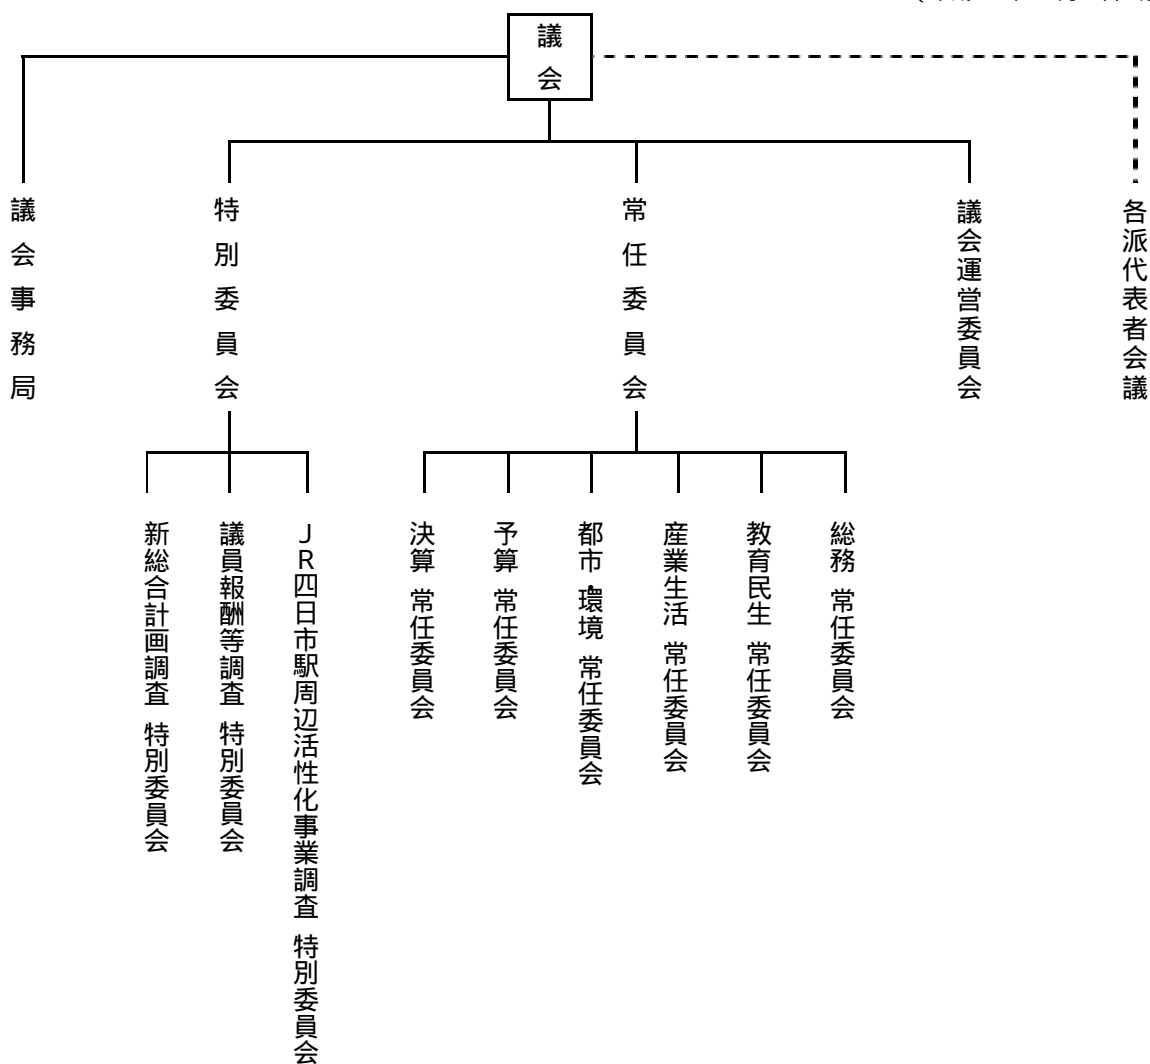 議会
各派代表者会議
議会運営委員会
常任委員会
特別委員会
議会事務局
総務 常任委員会
教育民生 常任委員会
産業生活 常任委員会
都市・環境 常任委員会
予算 常任委員会
決算 常任委員会
JR四日市駅周辺活性化事業調査 特別委員会
議員報酬等調査 特別委員会
新総合計画調査 特別委員会